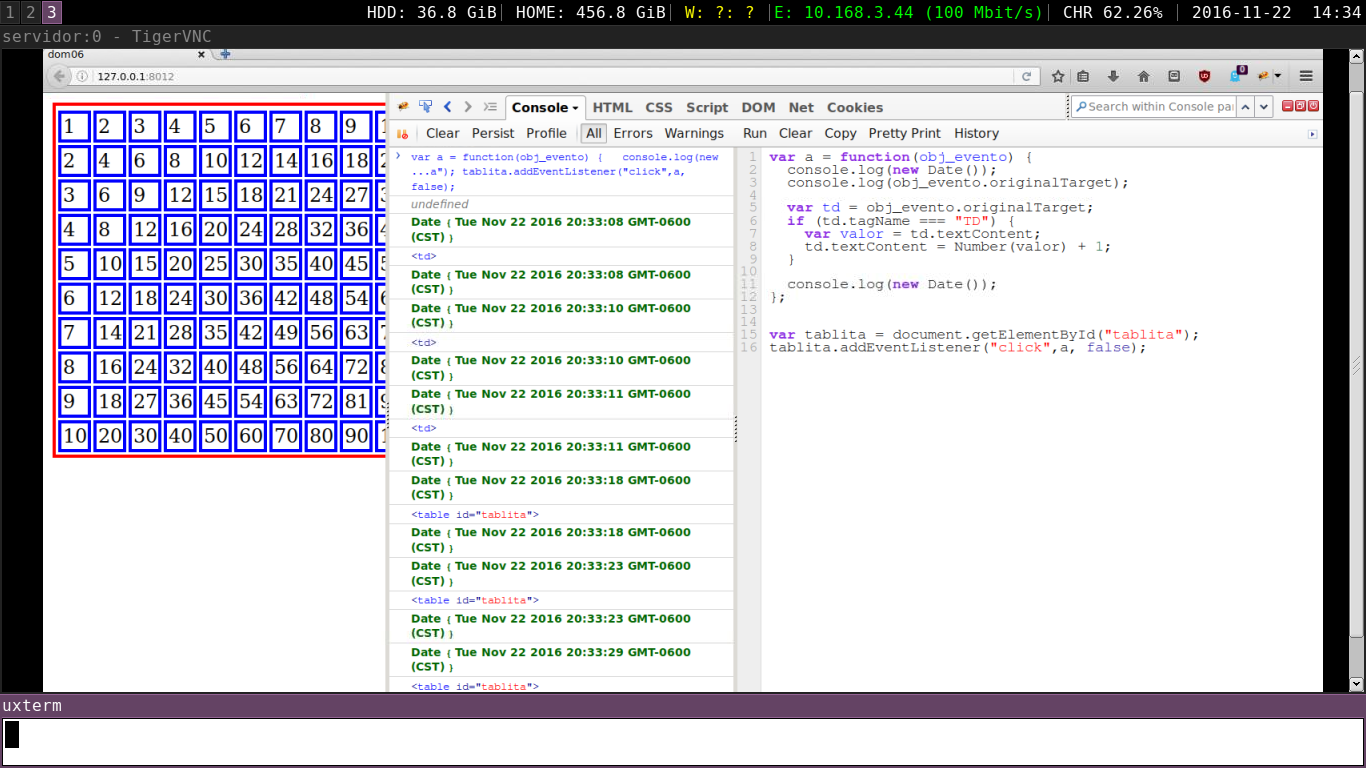 1 2 3 HDD: 36.8 GiB| HOME: 456.8 GiB| W: ?: ? |E: 10.168.3.44 (100 Mbit/s)| CHR 62.26% | 2016-11-22 14:34
servidor:0 - TigerVNC
dom06
127.0.0.1:8012
0
Console HTML CSS Script DOM Net Cookies
Search within Console pa
Clear Persist Profile All Errors Warnings Run Clear Copy Pretty Print History
1 2 3 4 5 6 7 8 9
2 4 6 8 10 12 14 16 18
3 6 9 12 15 18 21 24 27
4 8 12 16 20 24 28 32 36
5 10 15 20 25 30 35 40 45
6 12 18 24 30 36 42 48 54
7 14 21 28 35 42 49 56 63
8 16 24 32 40 48 56 64 72
9 18 27 36 45 54 63 72 81
10 20 30 40 50 60 70 80 90
var a = function(obj_evento) { console.log(new
...a"); tablita.addEventListener("click",a,
false);
undefined
Date { Tue Nov 22 2016 20:33:08 GMT-0600
(CST) }
<td>
Date { Tue Nov 22 2016 20:33:08 GMT-0600
(CST) }
Date { Tue Nov 22 2016 20:33:10 GMT-0600
(CST) }
<td>
Date { Tue Nov 22 2016 20:33:10 GMT-0600
(CST) }
Date { Tue Nov 22 2016 20:33:11 GMT-0600
(CST) }
<td>
Date { Tue Nov 22 2016 20:33:11 GMT-0600
(CST) }
Date { Tue Nov 22 2016 20:33:18 GMT-0600
(CST) }
<table id="tablita">
Date { Tue Nov 22 2016 20:33:18 GMT-0600
(CST) }
Date { Tue Nov 22 2016 20:33:23 GMT-0600
(CST) }
<table id="tablita">
Date { Tue Nov 22 2016 20:33:23 GMT-0600
(CST) }
Date { Tue Nov 22 2016 20:33:29 GMT-0600
(CST) }
<table id="tablita">
1 var a = function(obj_evento) {
2 console.log(new Date());
3 console.log(obj_evento.originalTarget);
4
5 var td = obj_evento.originalTarget;
6 if (td.tagName === "TD") {
7 var valor = td.textContent;
8 td.textContent = Number(valor) + 1;
9 }
10
11 console.log(new Date());
12 };
13
14
15 var tablita = document.getElementById("tablita");
16 tablita.addEventListener("click",a, false);
uxterm